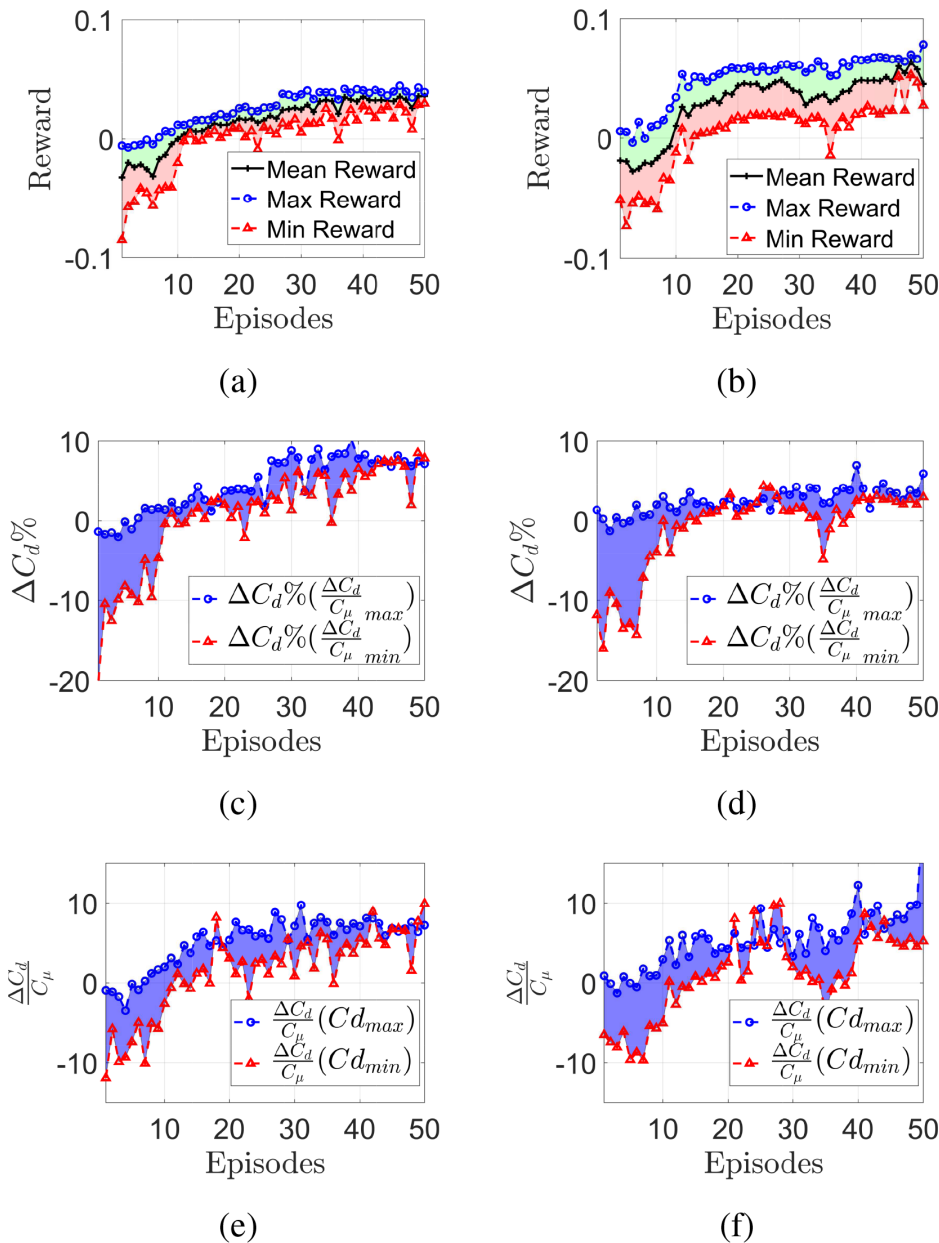 0.1
0
-0.1
Reward
Mean Reward
Max Reward
Min Reward
10 20 30 40 50
Episodes
(a)
0.1
0
-0.1
Reward
Mean Reward
Max Reward
Min Reward
10 20 30 40 50
Episodes
(b)
10
0
-10
-20
ΔC_d%
ΔC_d%(ΔC_d/C_μ max)
ΔC_d%(ΔC_d/C_μ min)
10 20 30 40 50
Episodes
(c)
10
0
-10
-20
ΔC_d%
ΔC_d%(ΔC_d/C_μ max)
ΔC_d%(ΔC_d/C_μ min)
10 20 30 40 50
Episodes
(d)
10
0
-10
ΔC_d/C_μ
ΔC_d/C_μ(Cd_max)
ΔC_d/C_μ(Cd_min)
10 20 30 40 50
Episodes
(e)
10
0
-10
ΔC_d/C_μ
ΔC_d/C_μ(Cd_max)
ΔC_d/C_μ(Cd_min)
10 20 30 40 50
Episodes
(f)